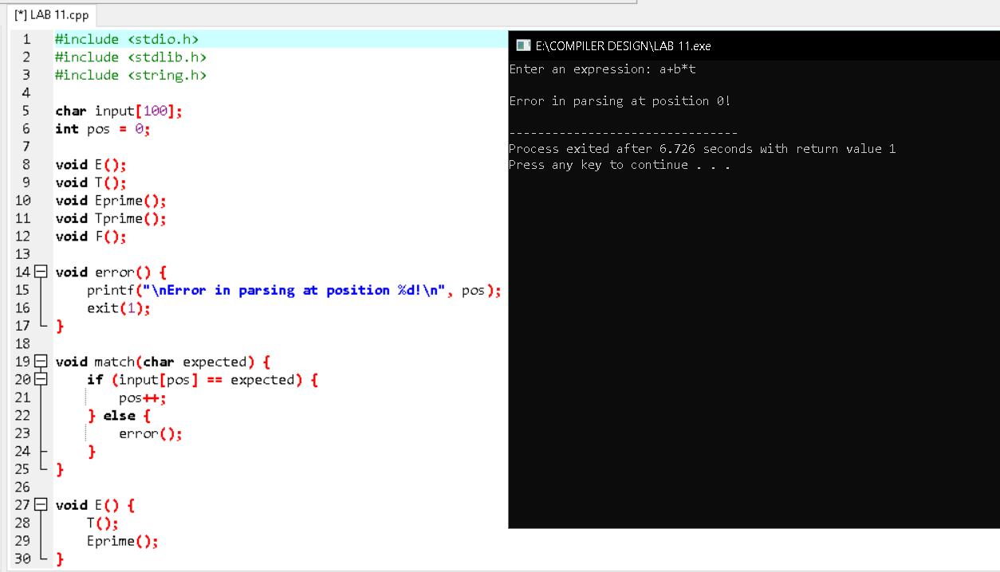 [*] LAB 11.cpp
1 #include <stdio.h>
2 #include <stdlib.h>
3 #include <string.h>
4
5 char input[100];
6 int pos = 0;
7
8 void E();
9 void T();
10 void Eprime();
11 void Tprime();
12 void F();
13
14 void error() {
15 printf("\nError in parsing at position %d!\n", pos);
16 exit(1);
17 }
18
19 void match(char expected) {
20 if (input[pos] == expected) {
21 pos++;
22 } else {
23 error();
24 }
25 }
26
27 void E() {
28 T();
29 Eprime();
30 }
E:\COMPILER DESIGN\LAB 11.exe
Enter an expression: a+b*t
Error in parsing at position 0!
--------------------------------
Process exited after 6.726 seconds with return value 1
Press any key to continue . . .